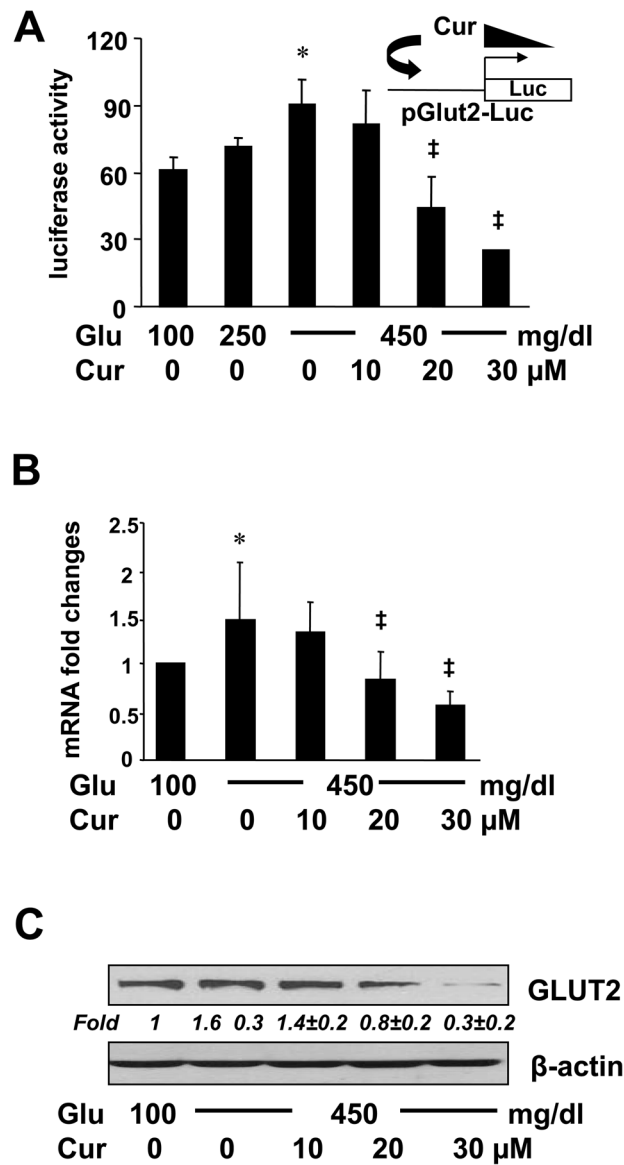 A
Cur
Luc
pGlut2-Luc
luciferase activity
120
90
60
30
0
*
‡
‡
Glu 100 250 450 mg/dl
Cur 0 0 0 10 20 30 µM
B
mRNA fold changes
2.5
2
1.5
1
0.5
0
*
‡
‡
Glu 100 450 mg/dl
Cur 0 0 10 20 30 µM
C
GLUT2
Fold 1 1.6 0.3 1.4±0.2 0.8±0.2 0.3±0.2
β-actin
Glu 100 450 mg/dl
Cur 0 0 10 20 30 µM